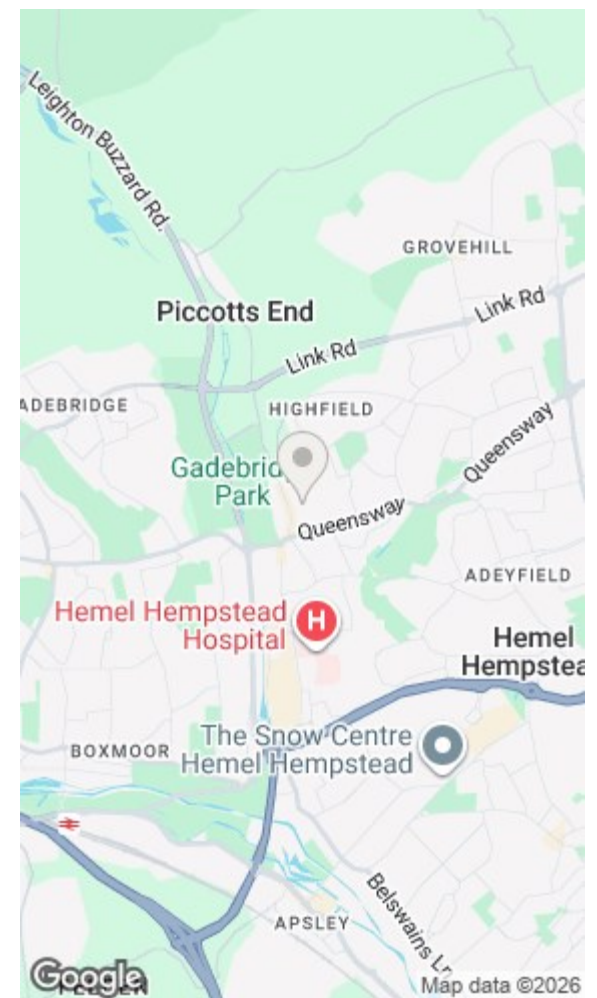 Leighton Buzzard Rd.
GROVEHILL
Piccotts End
Link Rd
Link Rd
ADEBRIDGE
HIGHFIELD
Queensway
Gadebrid
Park
Queensway
ADEYFIELD
Hemel Hempstead
Hospital
H
Hemel
Hempstea
The Snow Centre
Hemel Hempstead
BOXMOOR
Belswains Ln
APSLEY
Google
Map data ©2026